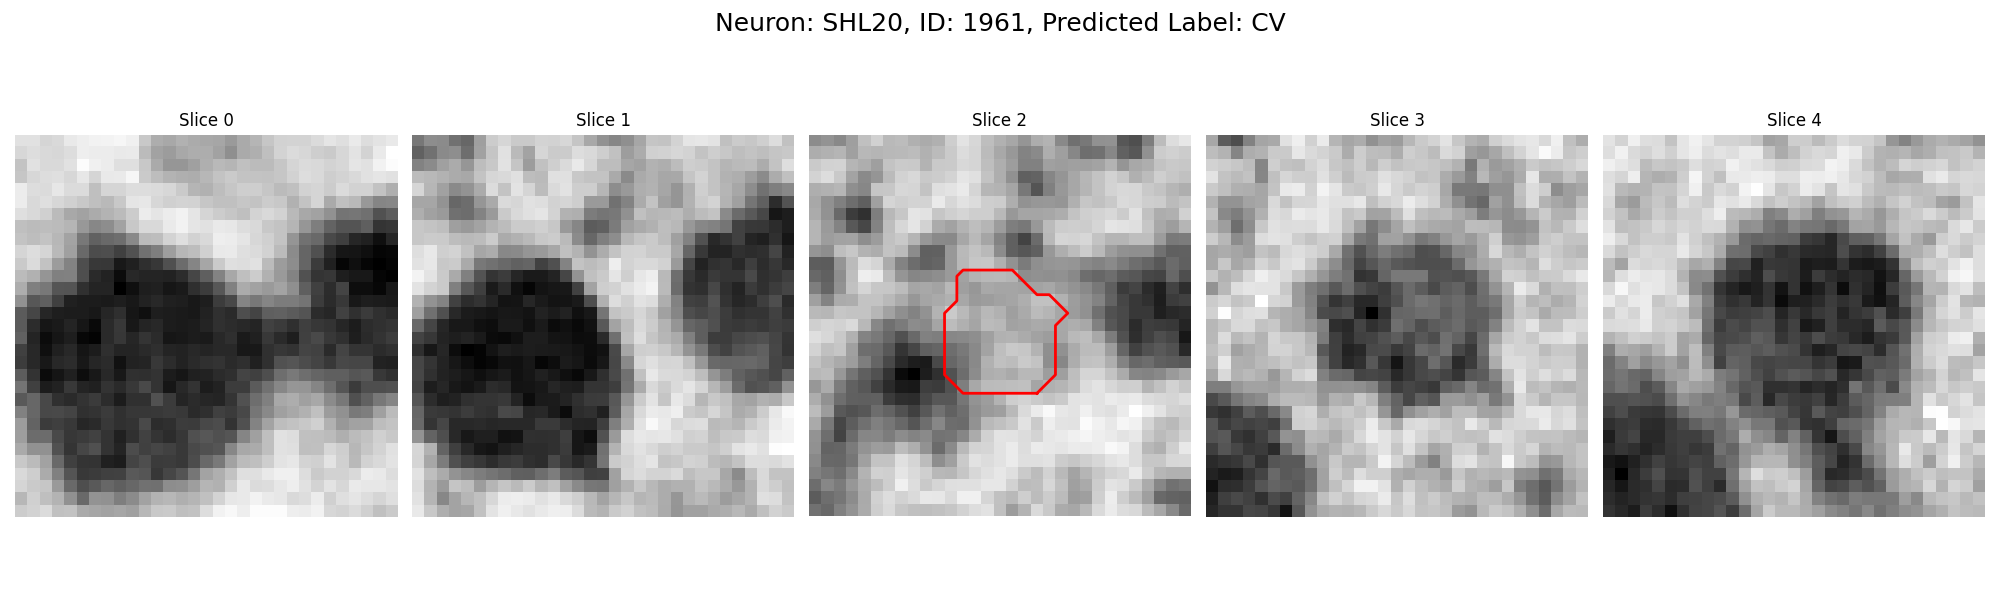 Neuron: SHL20, ID: 1961, Predicted Label: CV
Slice 0
Slice 1
Slice 2
Slice 3
Slice 4